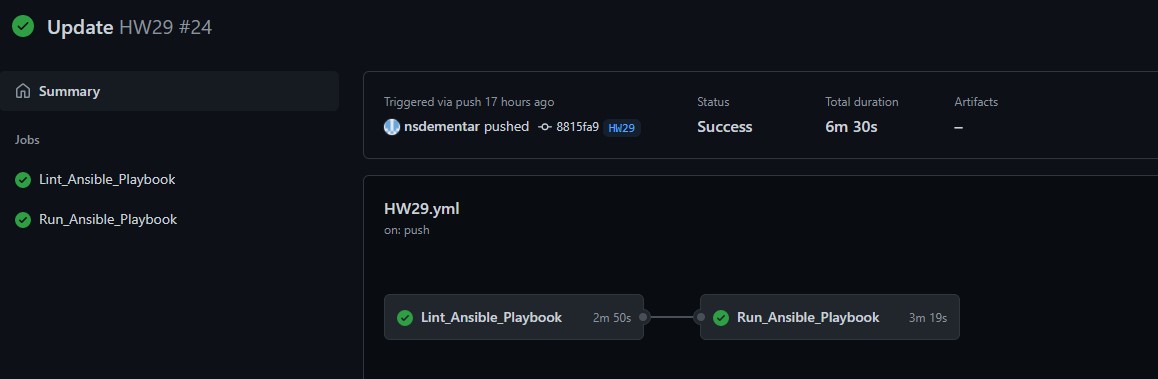 Update HW29 #24
Summary
Jobs
Lint_Ansible_Playbook
Run_Ansible_Playbook
Triggered via push 17 hours ago
nsdementar pushed 8815fa9 HW29
Status
Success
Total duration
6m 30s
Artifacts
–
HW29.yml
on: push
Lint_Ansible_Playbook 2m 50s
Run_Ansible_Playbook 3m 19s